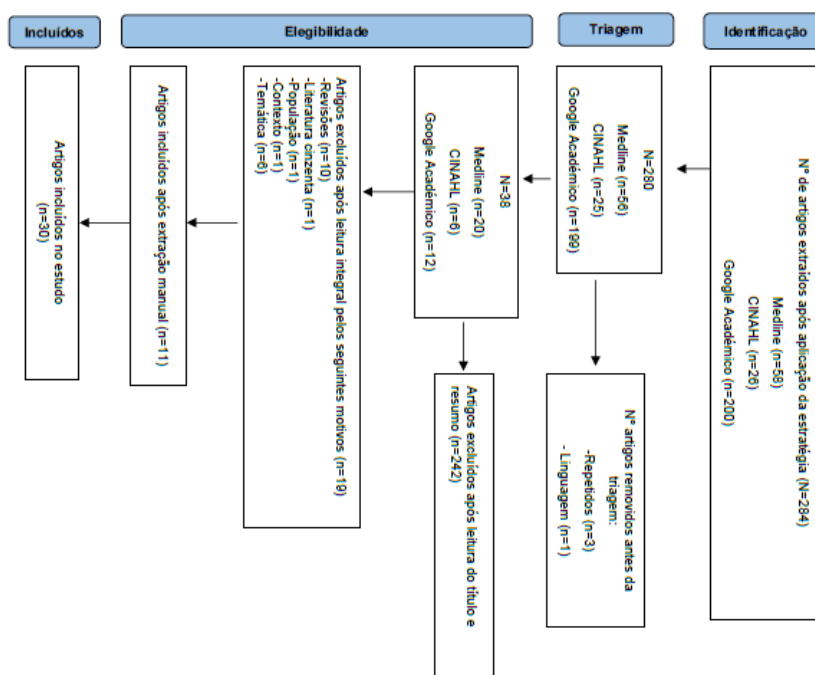 Identificação
Nº de artigos extraídos após aplicação da estratégia (N=284)
Medline (n=58)
CINAHL (n=26)
Google Académico (n=200)
Triagem
N=280
Medline (n=56)
CINAHL (n=25)
Google Académico (n=199)
Nº artigos removidos antes da
triagem:
-Repetidos (n=3)
- Linguagem (n=1)
Elegibilidade
N=38
Medline (n=20)
CINAHL (n=6)
Google Académico (n=12)
Artigos excluídos após leitura do título e
resumo (n=242)
Artigos excluídos após leitura integral pelos seguintes motivos (n=19)
-Revisões (n=10)
-Literatura cinzenta (n=1)
-População (n=1)
-Contexto (n=1)
-Temática (n=6)
Artigos incluídos após extração manual (n=11)
Incluídos
Artigos incluídos no estudo
(n=30)